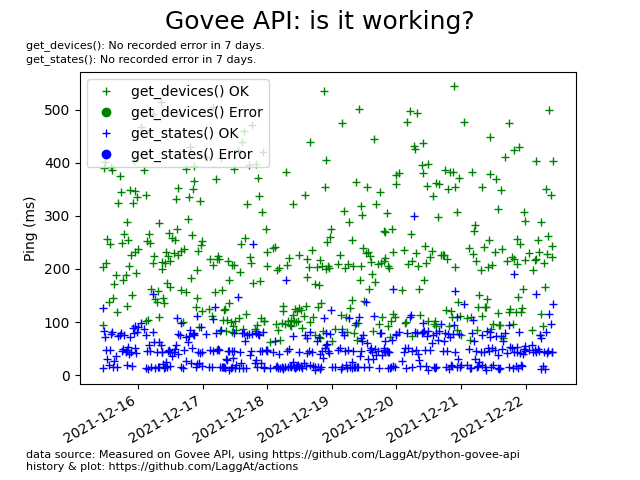 Govee API: is it working?
get_devices(): No recorded error in 7 days.
get_states(): No recorded error in 7 days.
get_devices() OK
get_devices() Error
get_states() OK
get_states() Error
Ping (ms)
500
400
300
200
100
0
2021-12-16
2021-12-17
2021-12-18
2021-12-19
2021-12-20
2021-12-21
2021-12-22
data source: Measured on Govee API, using https://github.com/LaggAt/python-govee-api
history & plot: https://github.com/LaggAt/actions